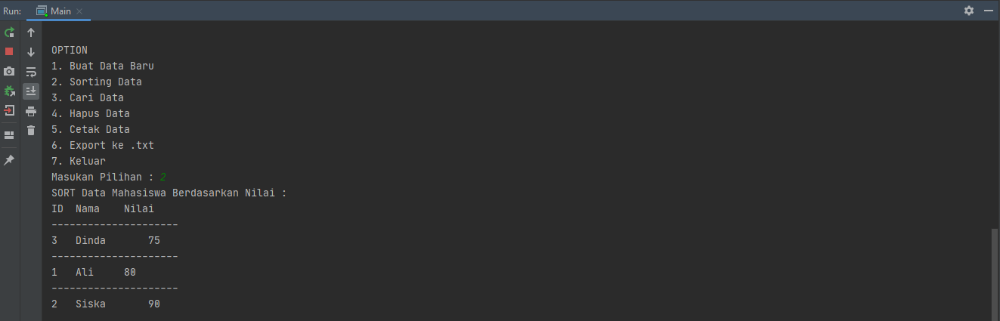 Run: Main
OPTION
1. Buat Data Baru
2. Sorting Data
3. Cari Data
4. Hapus Data
5. Cetak Data
6. Export ke .txt
7. Keluar
Masukan Pilihan : 2
SORT Data Mahasiswa Berdasarkan Nilai :
ID  Nama    Nilai
---------------------
3   Dinda       75
---------------------
1   Ali     80
---------------------
2   Siska       90